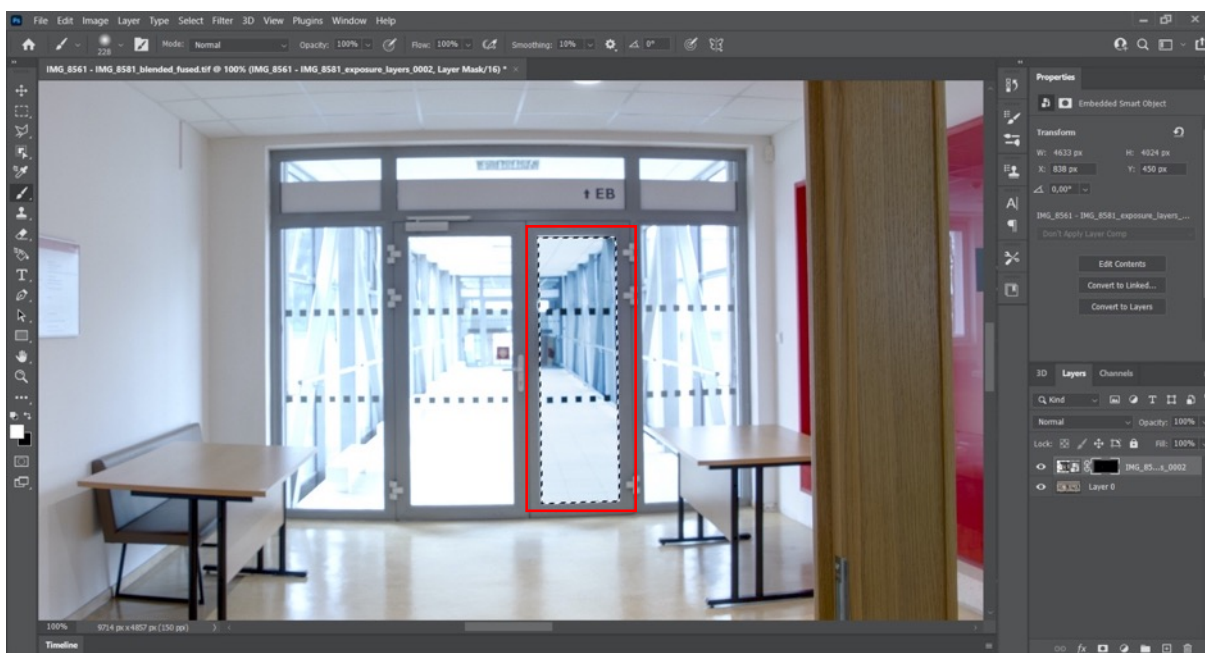 File Edit Image Layer Type Select Filter 3D View Plugins Window Help
228 Mode: Normal Opacity: 100% Flow: 100% Smoothing: 10% 0°
IMG_8561 - IMG_8581_blended_fused.tif @ 100% (IMG_8561 - IMG_8581_exposure_layers_0002, Layer Mask/16) *
Properties
Embedded Smart Object
Transform
W: 4633 px H: 4024 px
X: 838 px Y: 450 px
0,00°
IMG_8561 - IMG_8581_exposure_layers_...
Don't Apply Layer Comp
Edit Contents
Convert to Linked...
Convert to Layers
↑ EB
3D Layers Channels
Kind
Normal Opacity: 100%
Lock: Fill: 100%
IMG_85...s_0002
Layer 0
100% 9714 px x 4857 px (150 ppi)
Timeline